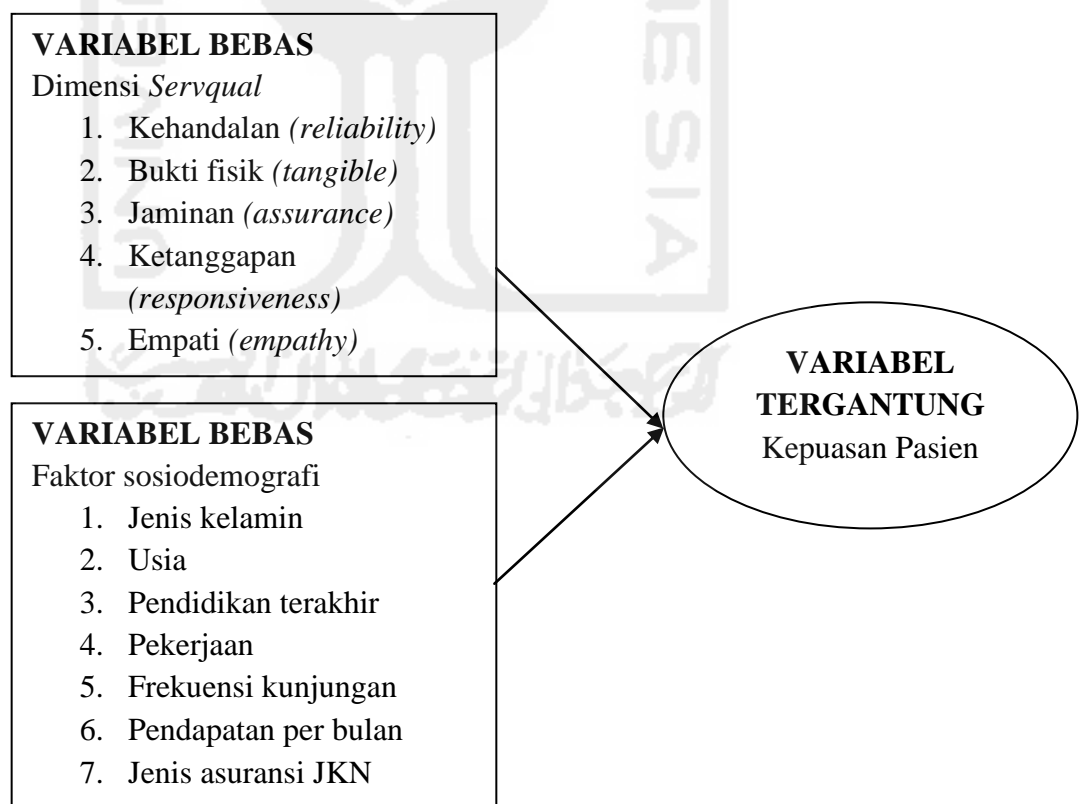 VARIABEL BEBAS
Dimensi Servqual
1. Kehandalan (reliability)
2. Bukti fisik (tangible)
3. Jaminan (assurance)
4. Ketanggapan
(responsiveness)
5. Empati (empathy)
VARIABEL BEBAS
Faktor sosiodemografi
1. Jenis kelamin
2. Usia
3. Pendidikan terakhir
4. Pekerjaan
5. Frekuensi kunjungan
6. Pendapatan per bulan
7. Jenis asuransi JKN
VARIABEL
TERGANTUNG
Kepuasan Pasien